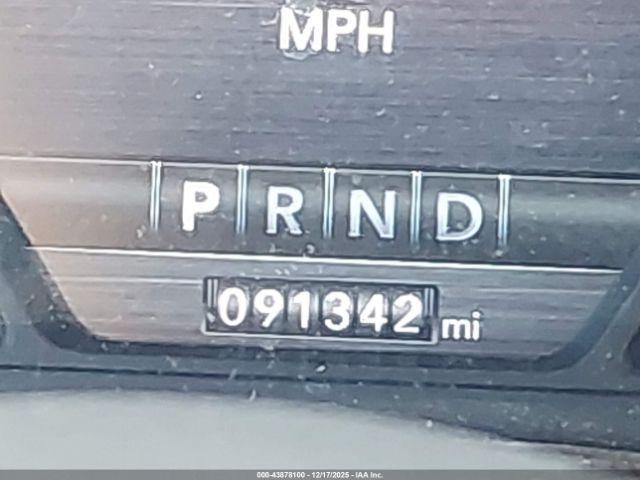 MPH
P R N D
091342 mi
000-43878100 - 12/17/2025 - IAA Inc.